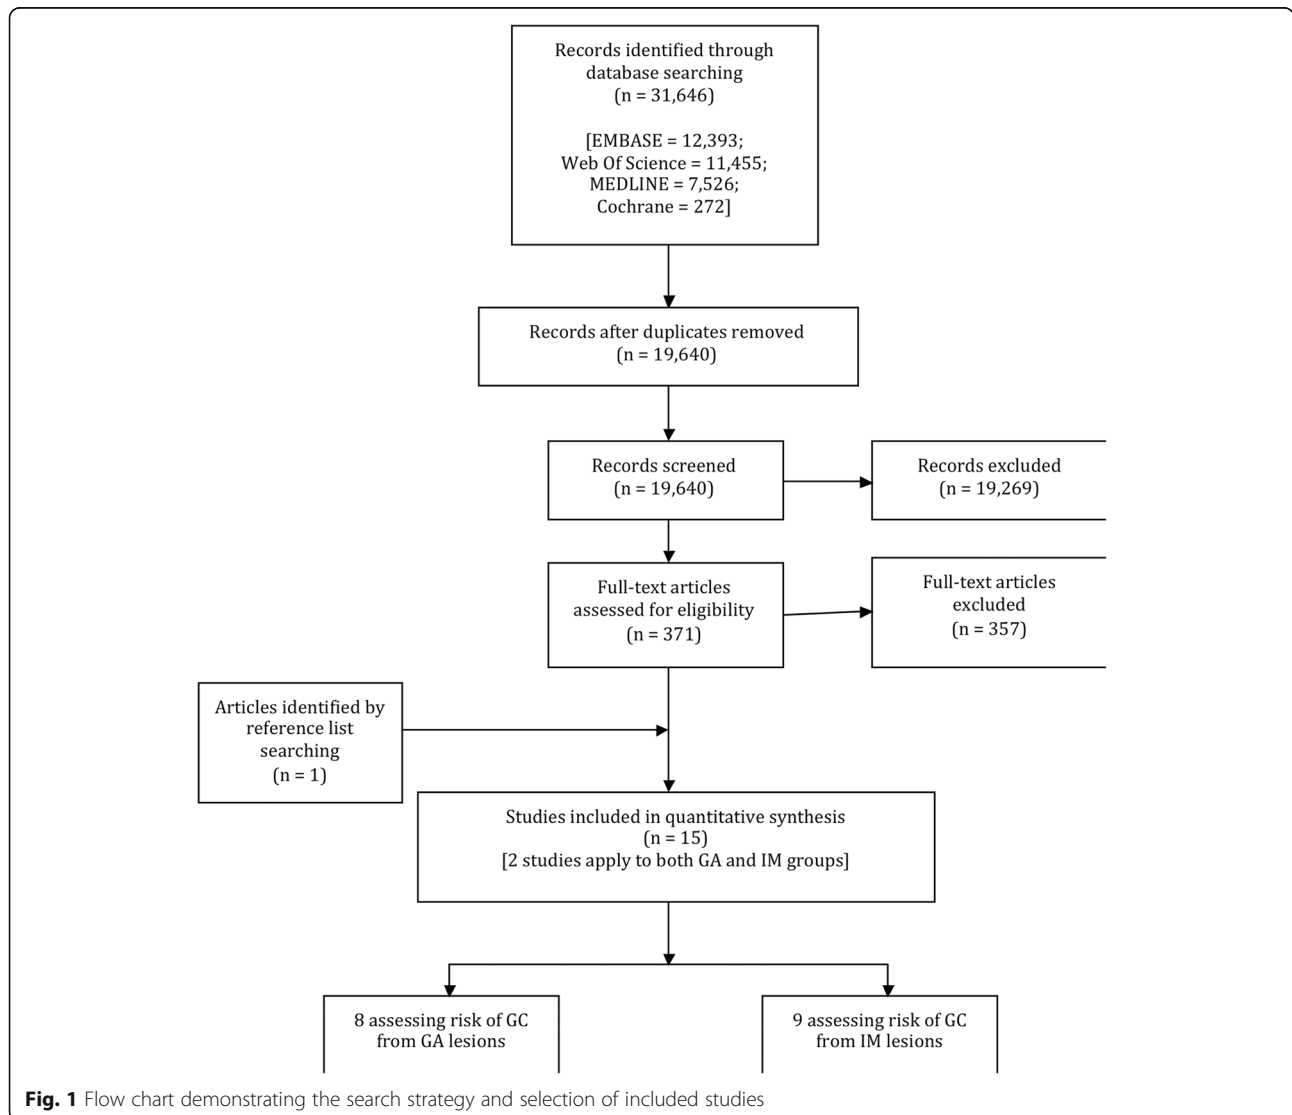 Records identified through
database searching
(n = 31,646)
[EMBASE = 12,393;
Web Of Science = 11,455;
MEDLINE = 7,526;
Cochrane = 272]
Records after duplicates removed
(n = 19,640)
Records screened
(n = 19,640)
Records excluded
(n = 19,269)
Full-text articles
assessed for eligibility
(n = 371)
Full-text articles
excluded
(n = 357)
Articles identified by
reference list
searching
(n = 1)
Studies included in quantitative synthesis
(n = 15)
[2 studies apply to both GA and IM groups]
8 assessing risk of GC
from GA lesions
9 assessing risk of GC
from IM lesions
Fig. 1 Flow chart demonstrating the search strategy and selection of included studies